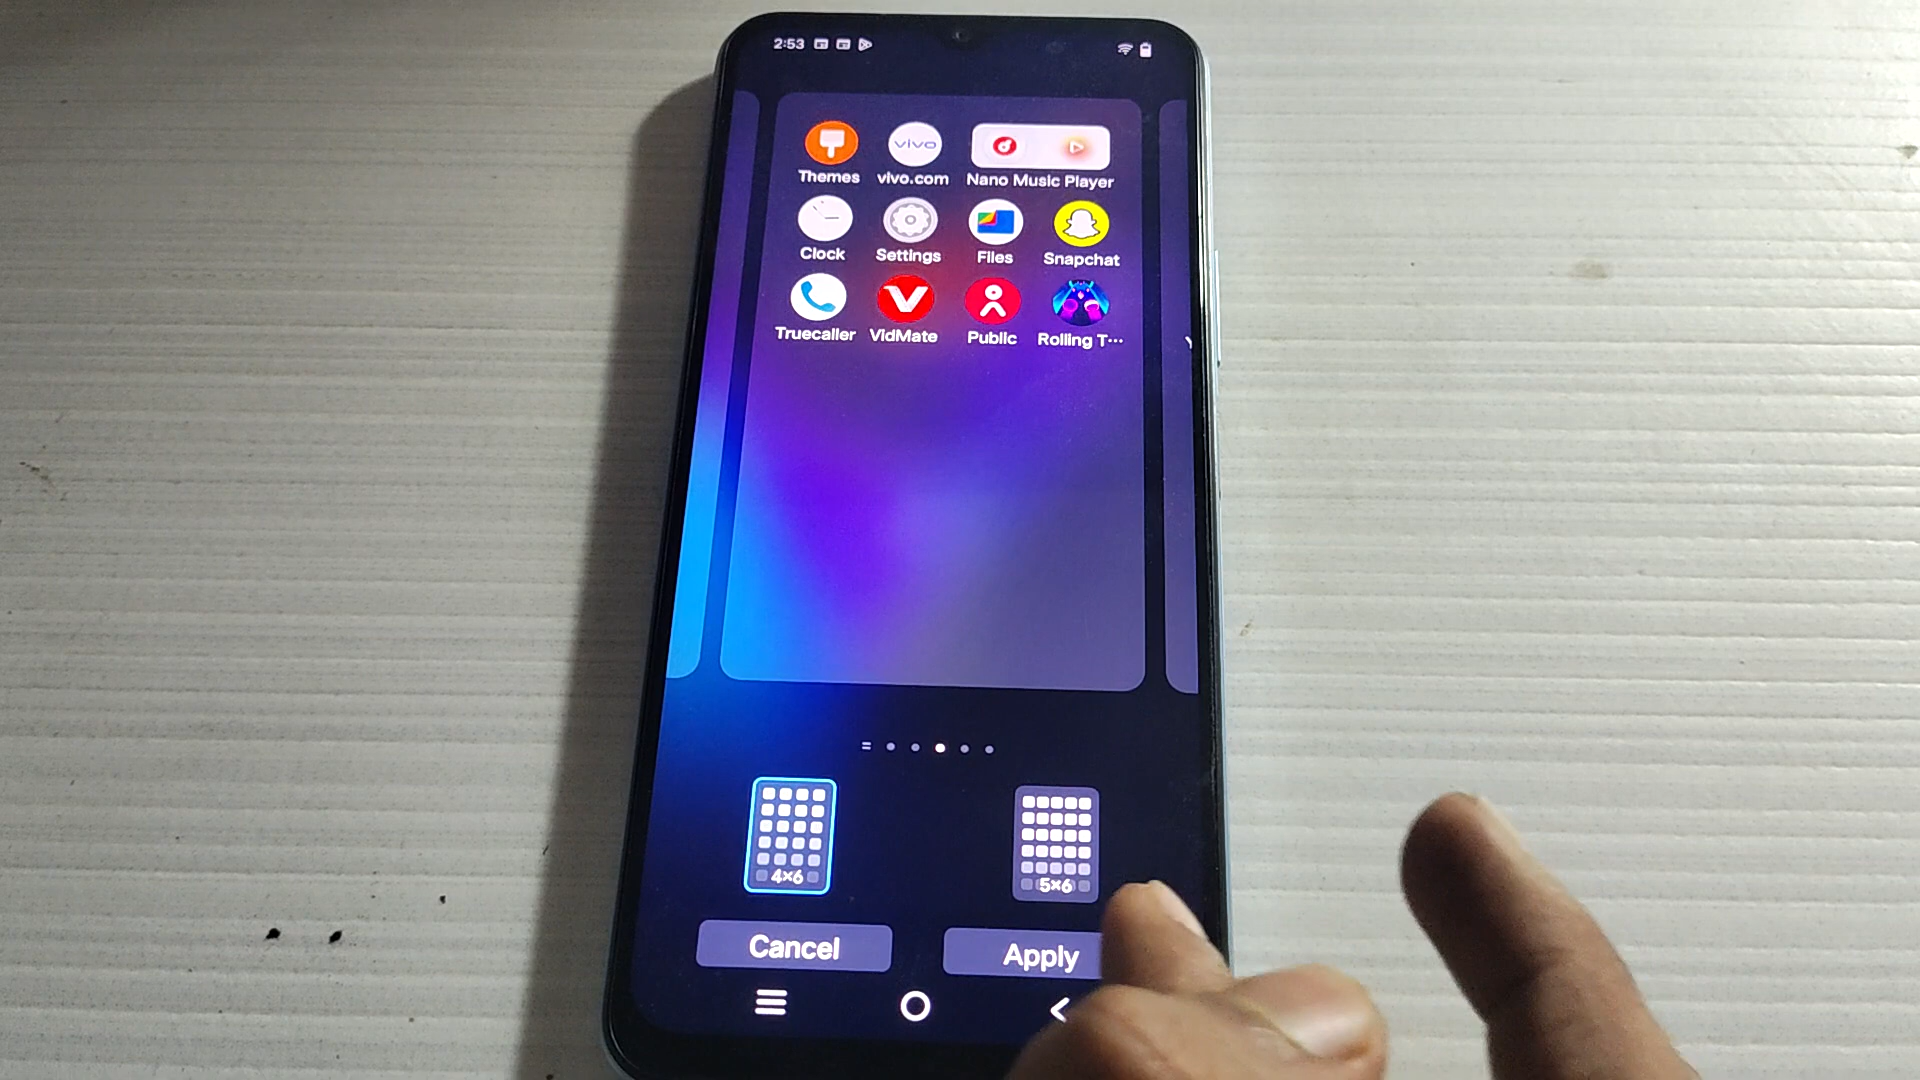 2:53
Themes vivo vivo.com Nano Music Player
Clock Settings Files Snapchat
Truecaller VidMate Public Rolling T···
4×6 5×6
Cancel Apply